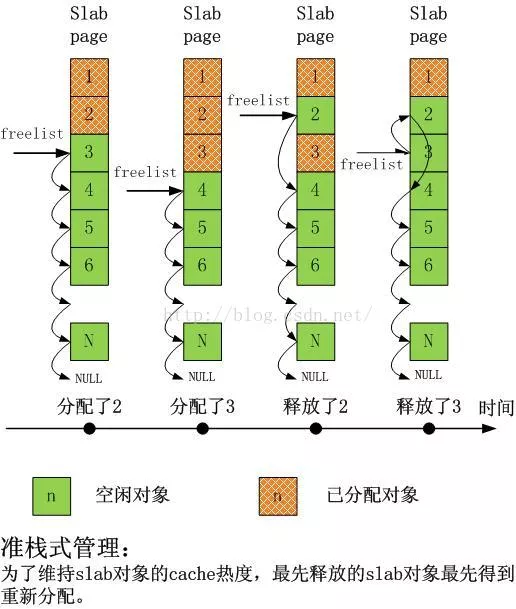 Slab Slab Slab Slab
page page page page
1 1 1 1
2 2 freelist 2 2
freelist 3 3 3 freelist 3
4 freelist 4 4 4
5 5 5 5
6 6 6 6
http://blog.csdn.net/
N N N N
NULL NULL NULL NULL
分配了2 分配了3 释放了2 释放了3 时间
n 空闲对象 n 已分配对象
准栈式管理：
为了维持slab对象的cache热度，最先释放的slab对象最先得到
重新分配。